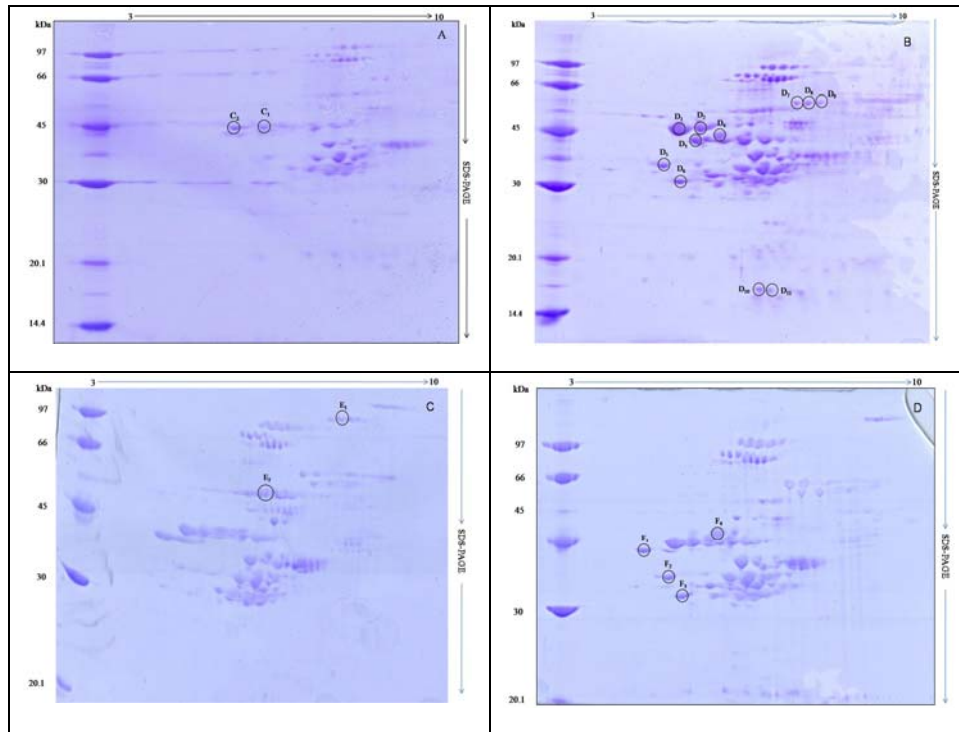 3 10
kDa
A
97
66
C₂ C₁
45
30
20.1
14.4
SDS-PAGE
3 10
kDa
B
97
66
D₇ D₈ D₉
D₁ D₂ D₄
45
D₃
D₅
D₆
30
20.1
D₁₀ D₁₁
14.4
SDS-PAGE
3 10
kDa
C
97
E₁
66
E₂
45
30
20.1
SDS-PAGE
3 10
kDa
D
97
66
45
F₄
F₁
F₂
F₃
30
20.1
SDS-PAGE